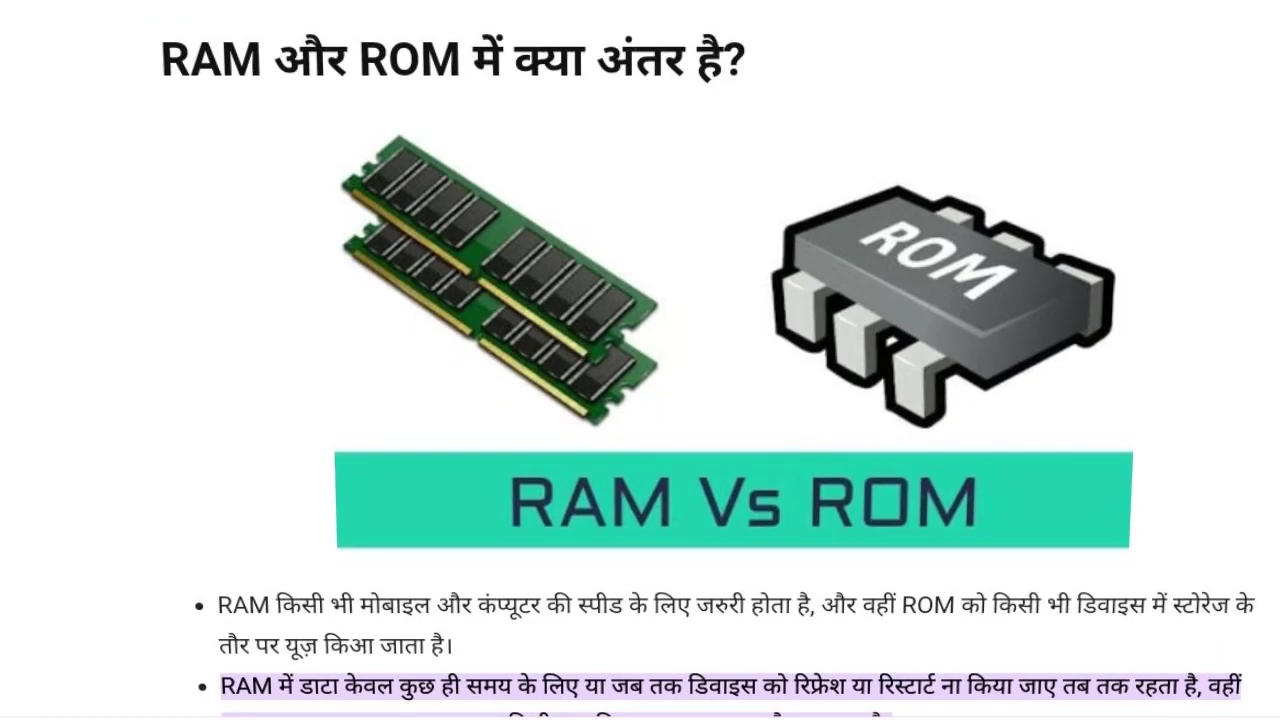 RAM और ROM में क्या अंतर है?
ROM
RAM Vs ROM
RAM किसी भी मोबाइल और कंप्यूटर की स्पीड के लिए जरुरी होता है, और वहीं ROM को किसी भी डिवाइस में स्टोरेज के
तौर पर यूज़ किआ जाता है।
RAM में डाटा केवल कुछ ही समय के लिए या जब तक डिवाइस को रिफ्रेश या रिस्टार्ट ना किया जाए तब तक रहता है, वहीं